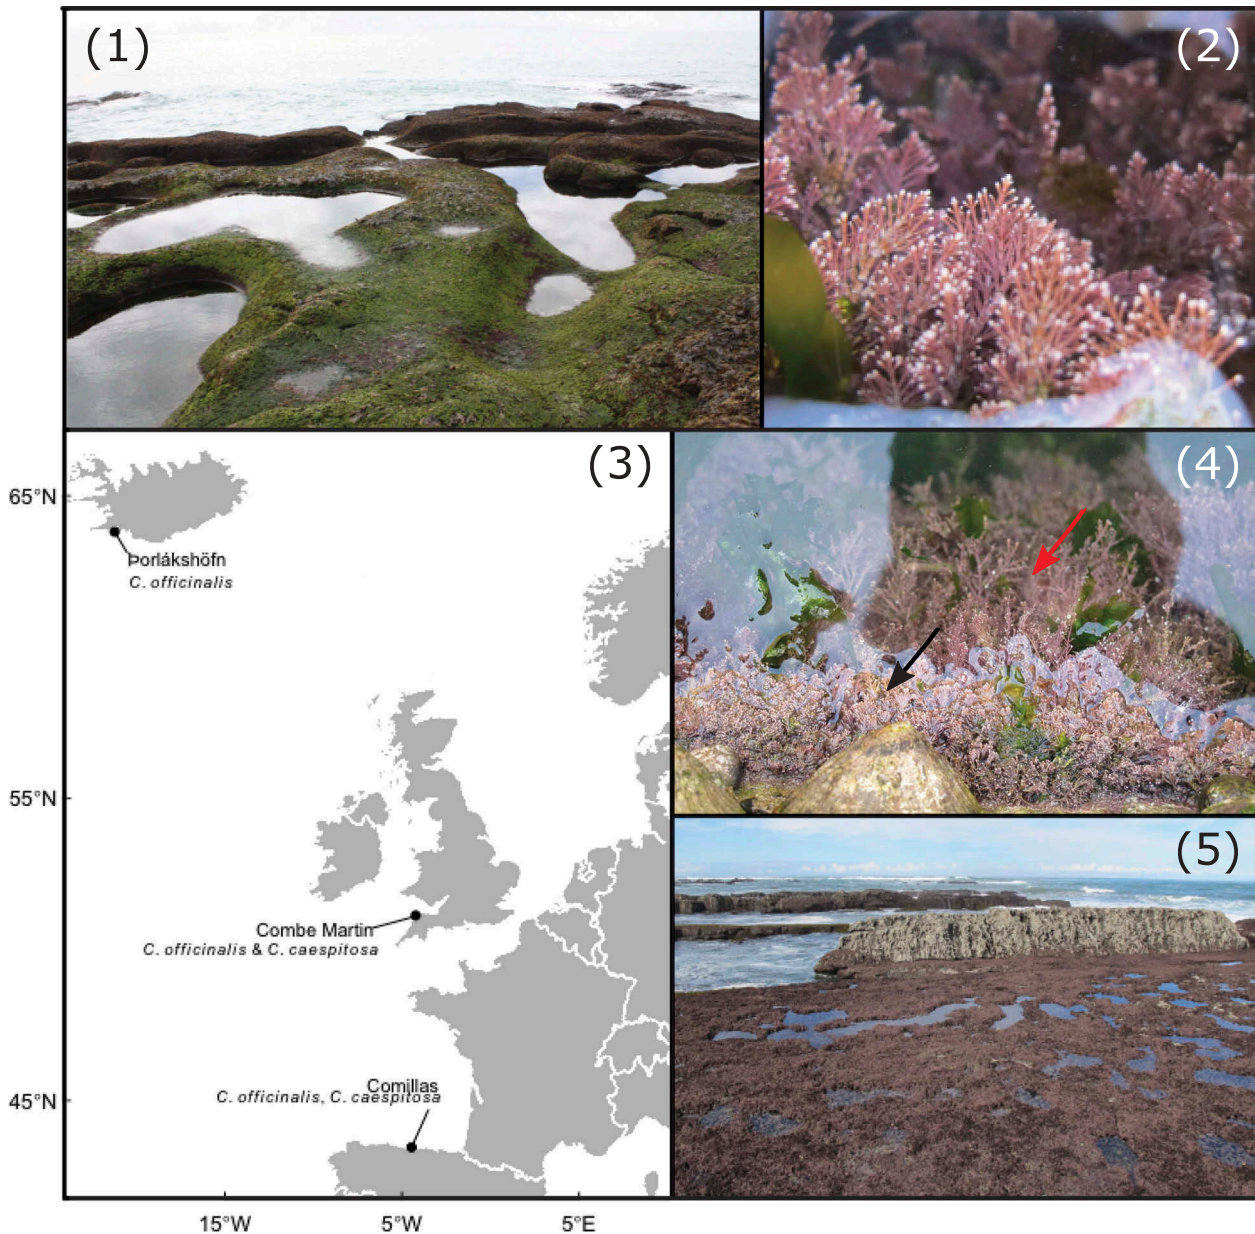 (1)
(2)
(3)
65°N
Þorlákshöfn
C. officinalis
55°N
Combe Martin
C. officinalis & C. caespitosa
Comillas
C. officinalis, C. caespitosa
45°N
15°W
5°W
5°E
(4)
(5)